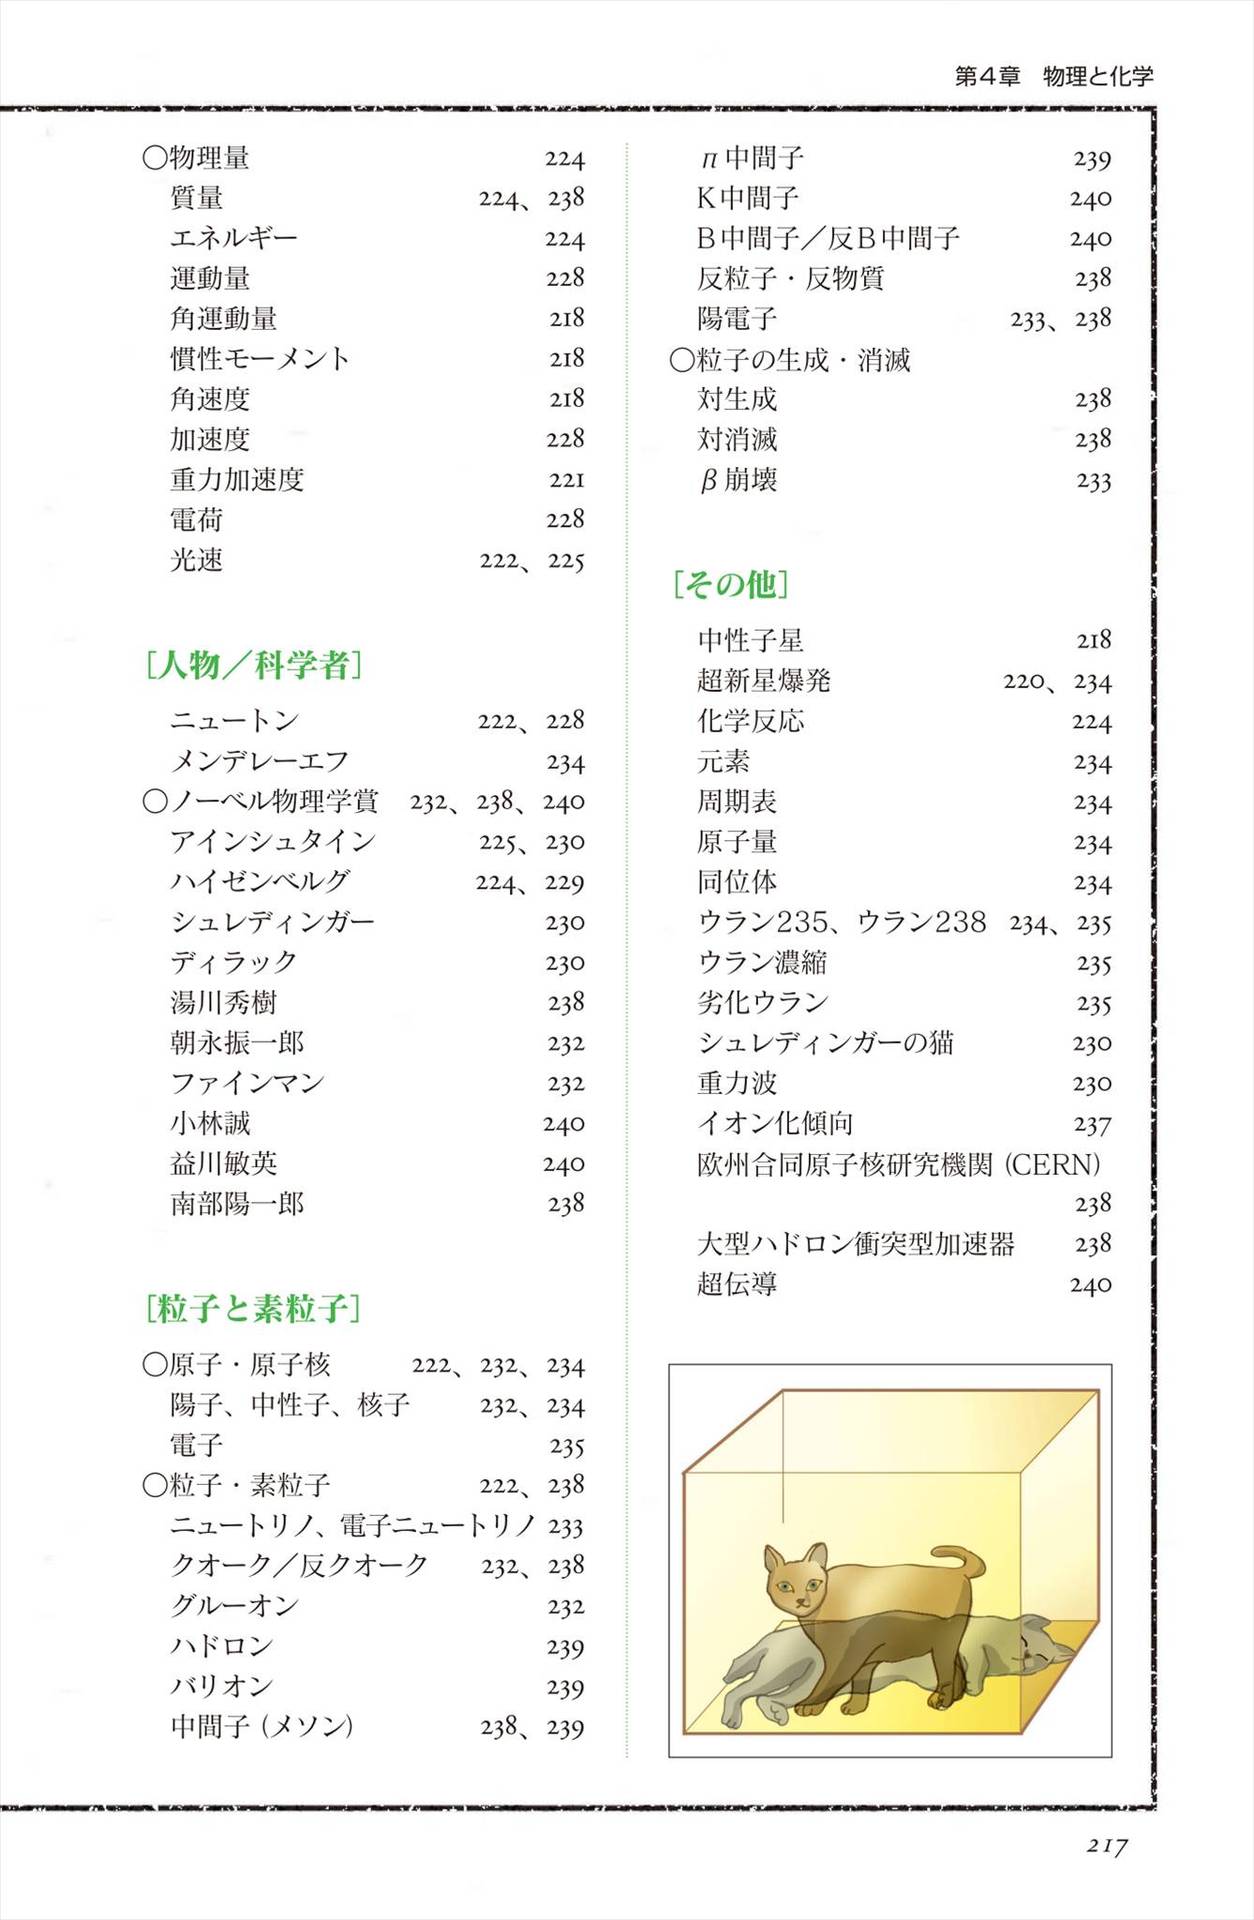 第4章　物理と化学
○物理量 224
質量 224、238
エネルギー 224
運動量 228
角運動量 218
慣性モーメント 218
角速度 218
加速度 228
重力加速度 221
電荷 228
光速 222、225
[人物／科学者]
ニュートン 222、228
メンデレーエフ 234
○ノーベル物理学賞 232、238、240
アインシュタイン 225、230
ハイゼンベルグ 224、229
シュレディンガー 230
ディラック 230
湯川秀樹 238
朝永振一郎 232
ファインマン 232
小林誠 240
益川敏英 240
南部陽一郎 238
[粒子と素粒子]
○原子・原子核 222、232、234
陽子、中性子、核子 232、234
電子 235
○粒子・素粒子 222、238
ニュートリノ、電子ニュートリノ 233
クオーク／反クオーク 232、238
グルーオン 232
ハドロン 239
バリオン 239
中間子（メソン） 238、239
π中間子 239
K中間子 240
B中間子／反B中間子 240
反粒子・反物質 238
陽電子 233、238
○粒子の生成・消滅
対生成 238
対消滅 238
β崩壊 233
[その他]
中性子星 218
超新星爆発 220、234
化学反応 224
元素 234
周期表 234
原子量 234
同位体 234
ウラン235、ウラン238 234、235
ウラン濃縮 235
劣化ウラン 235
シュレディンガーの猫 230
重力波 230
イオン化傾向 237
欧州合同原子核研究機関（CERN）
238
大型ハドロン衝突型加速器 238
超伝導 240
217